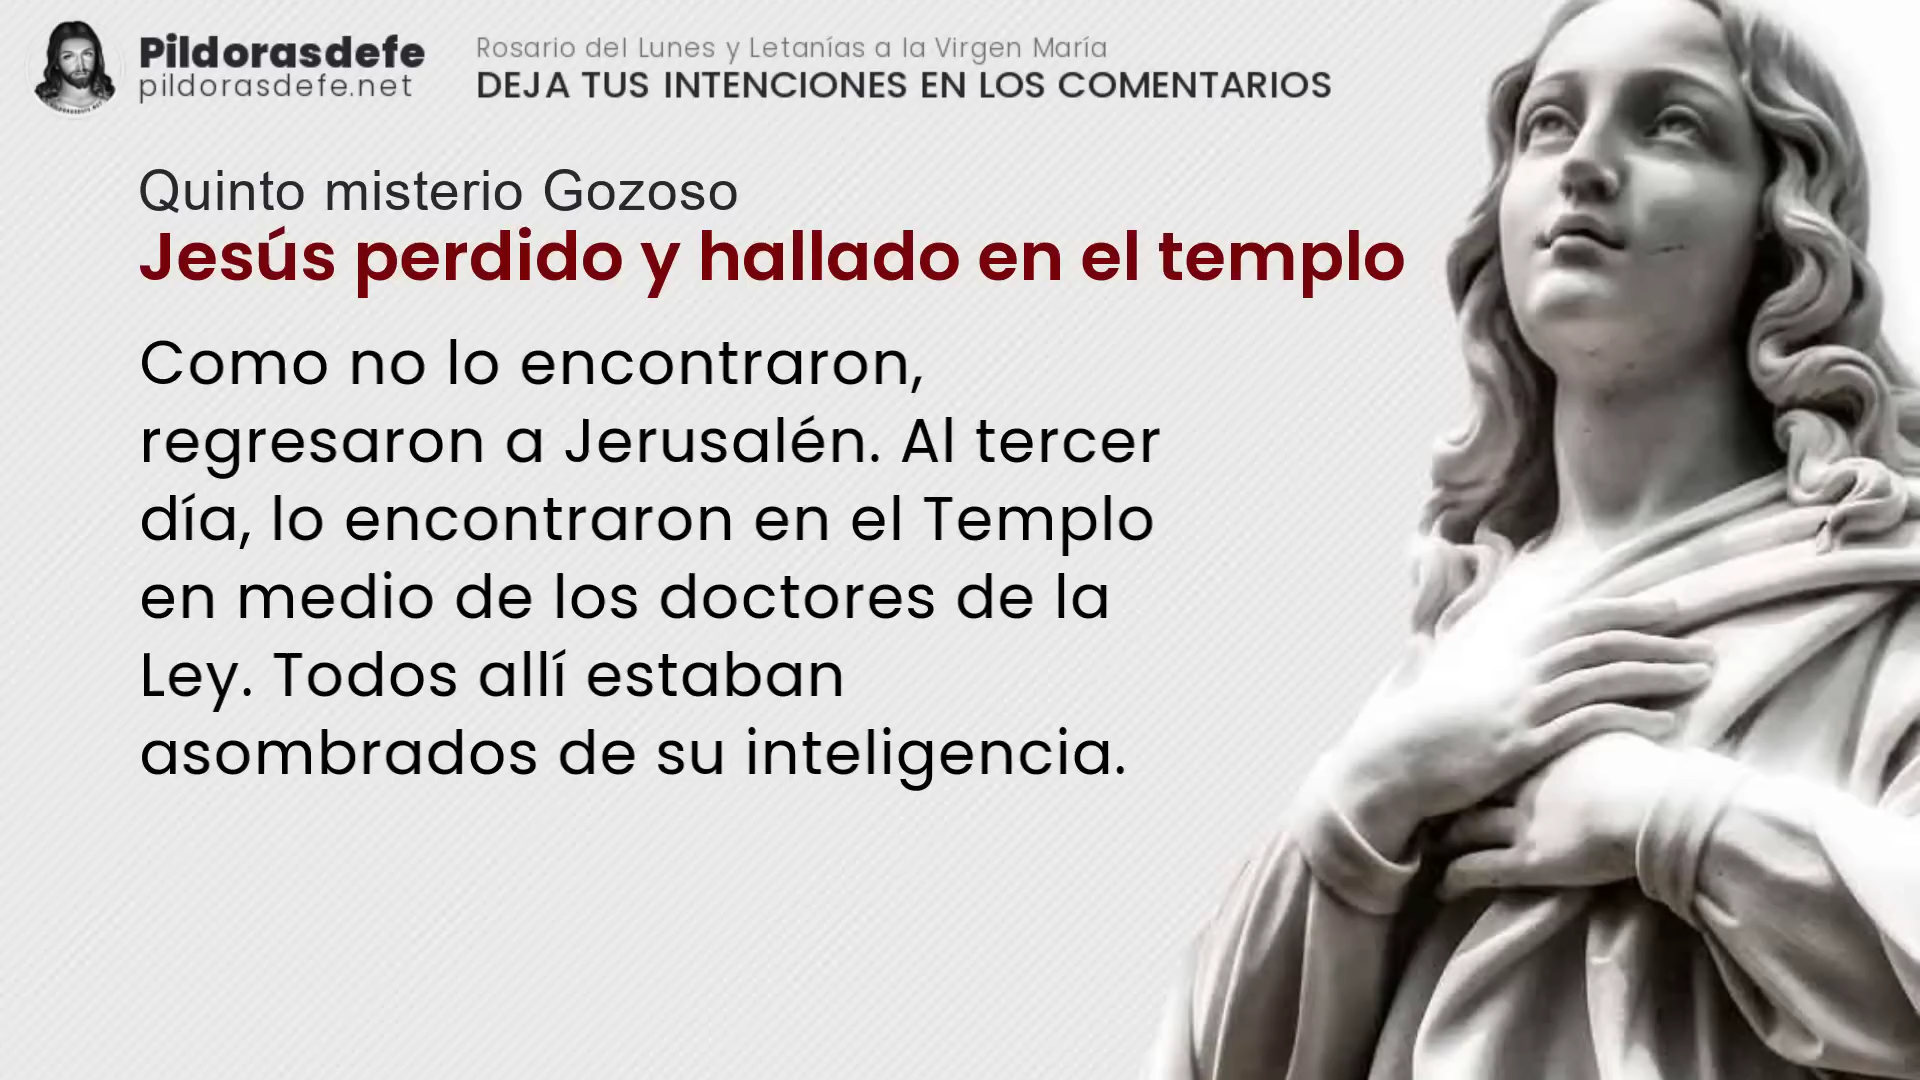 Pildorasdefe
pildorasdefe.net
Rosario del Lunes y Letanías a la Virgen María
DEJA TUS INTENCIONES EN LOS COMENTARIOS
Quinto misterio Gozoso
Jesús perdido y hallado en el templo
Como no lo encontraron,
regresaron a Jerusalén. Al tercer
día, lo encontraron en el Templo
en medio de los doctores de la
Ley. Todos allí estaban
asombrados de su inteligencia.